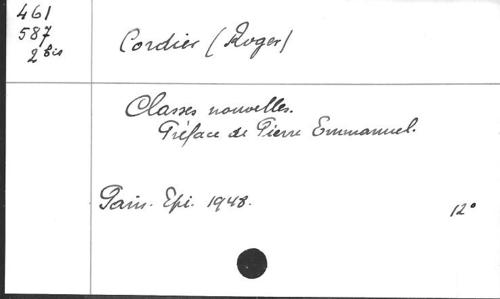 461
587
2 bis
Cordier (Roger)
Classes nouvelles.
Préface de Pierre Emmanuel.
Paris. Epi. 1948.
12°